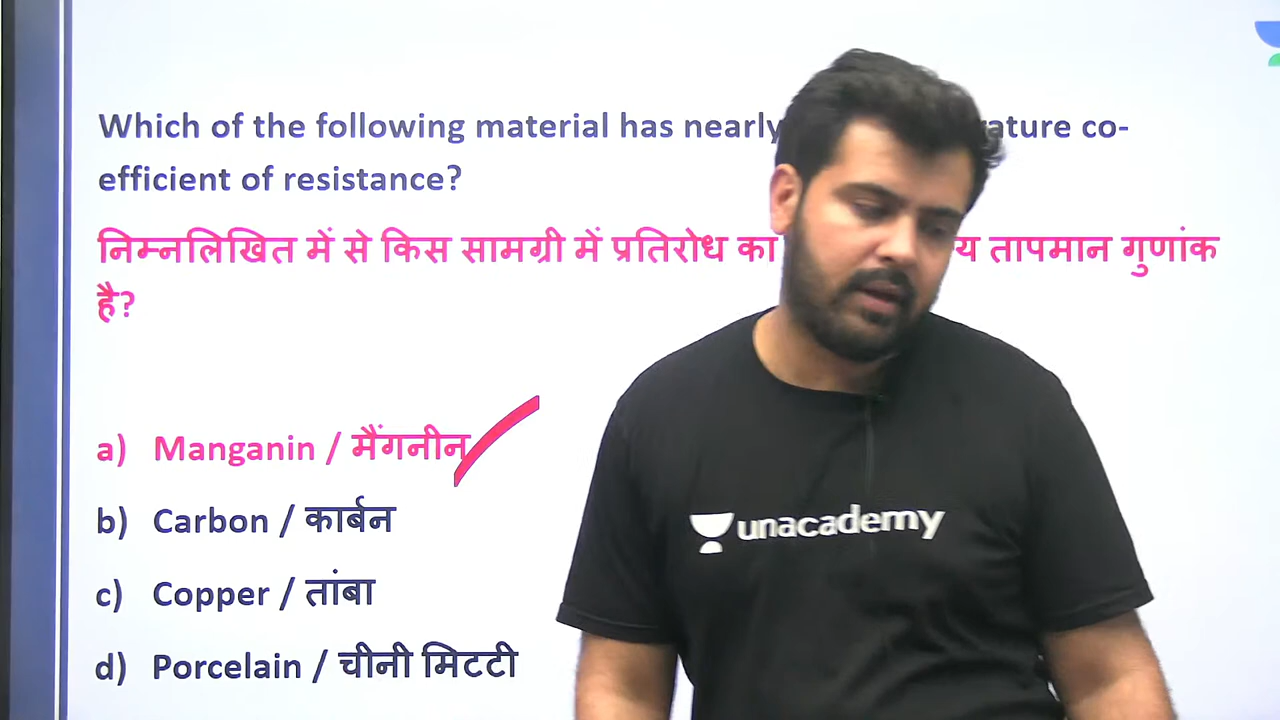 Which of the following material has nearly co-
efficient of resistance?
निम्नलिखित में से किस सामग्री में प्रतिरोध का तापमान गुणांक
है?
a) Manganin / मैंगनीन
b) Carbon / कार्बन
c) Copper / तांबा
d) Porcelain / चीनी मिटटी
unacademy